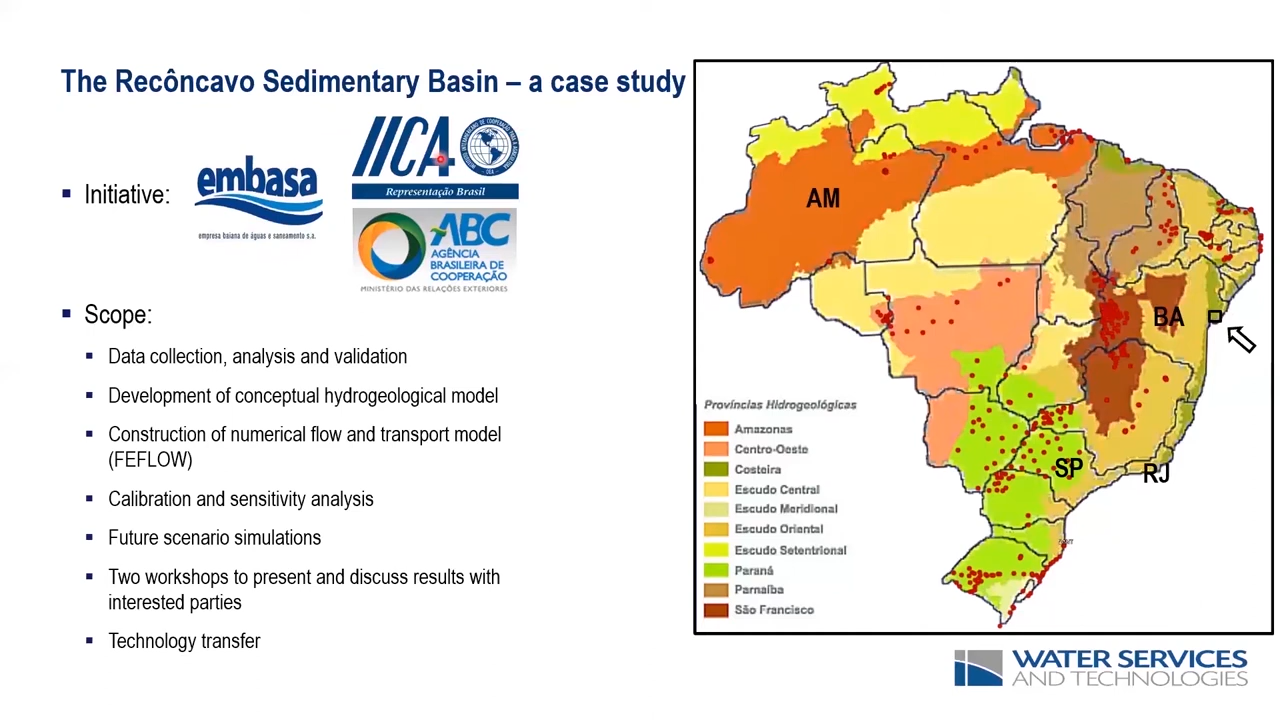 The Recôncavo Sedimentary Basin – a case study
Initiative:
embasa
empresa baiana de águas e saneamento s.a.
IICA
Representação Brasil
ABC
AGÊNCIA
BRASILEIRA DE
COOPERAÇÃO
MINISTÉRIO DAS RELAÇÕES EXTERIORES
Scope:
Data collection, analysis and validation
Development of conceptual hydrogeological model
Construction of numerical flow and transport model
(FEFLOW)
Calibration and sensitivity analysis
Future scenario simulations
Two workshops to present and discuss results with
interested parties
Technology transfer
AM
BA
SP
RJ
Províncias Hidrogeológicas
Amazonas
Centro-Oeste
Costeira
Escudo Central
Escudo Meridional
Escudo Oriental
Escudo Setentrional
Paraná
Parnaíba
São Francisco
WATER SERVICES
AND TECHNOLOGIES